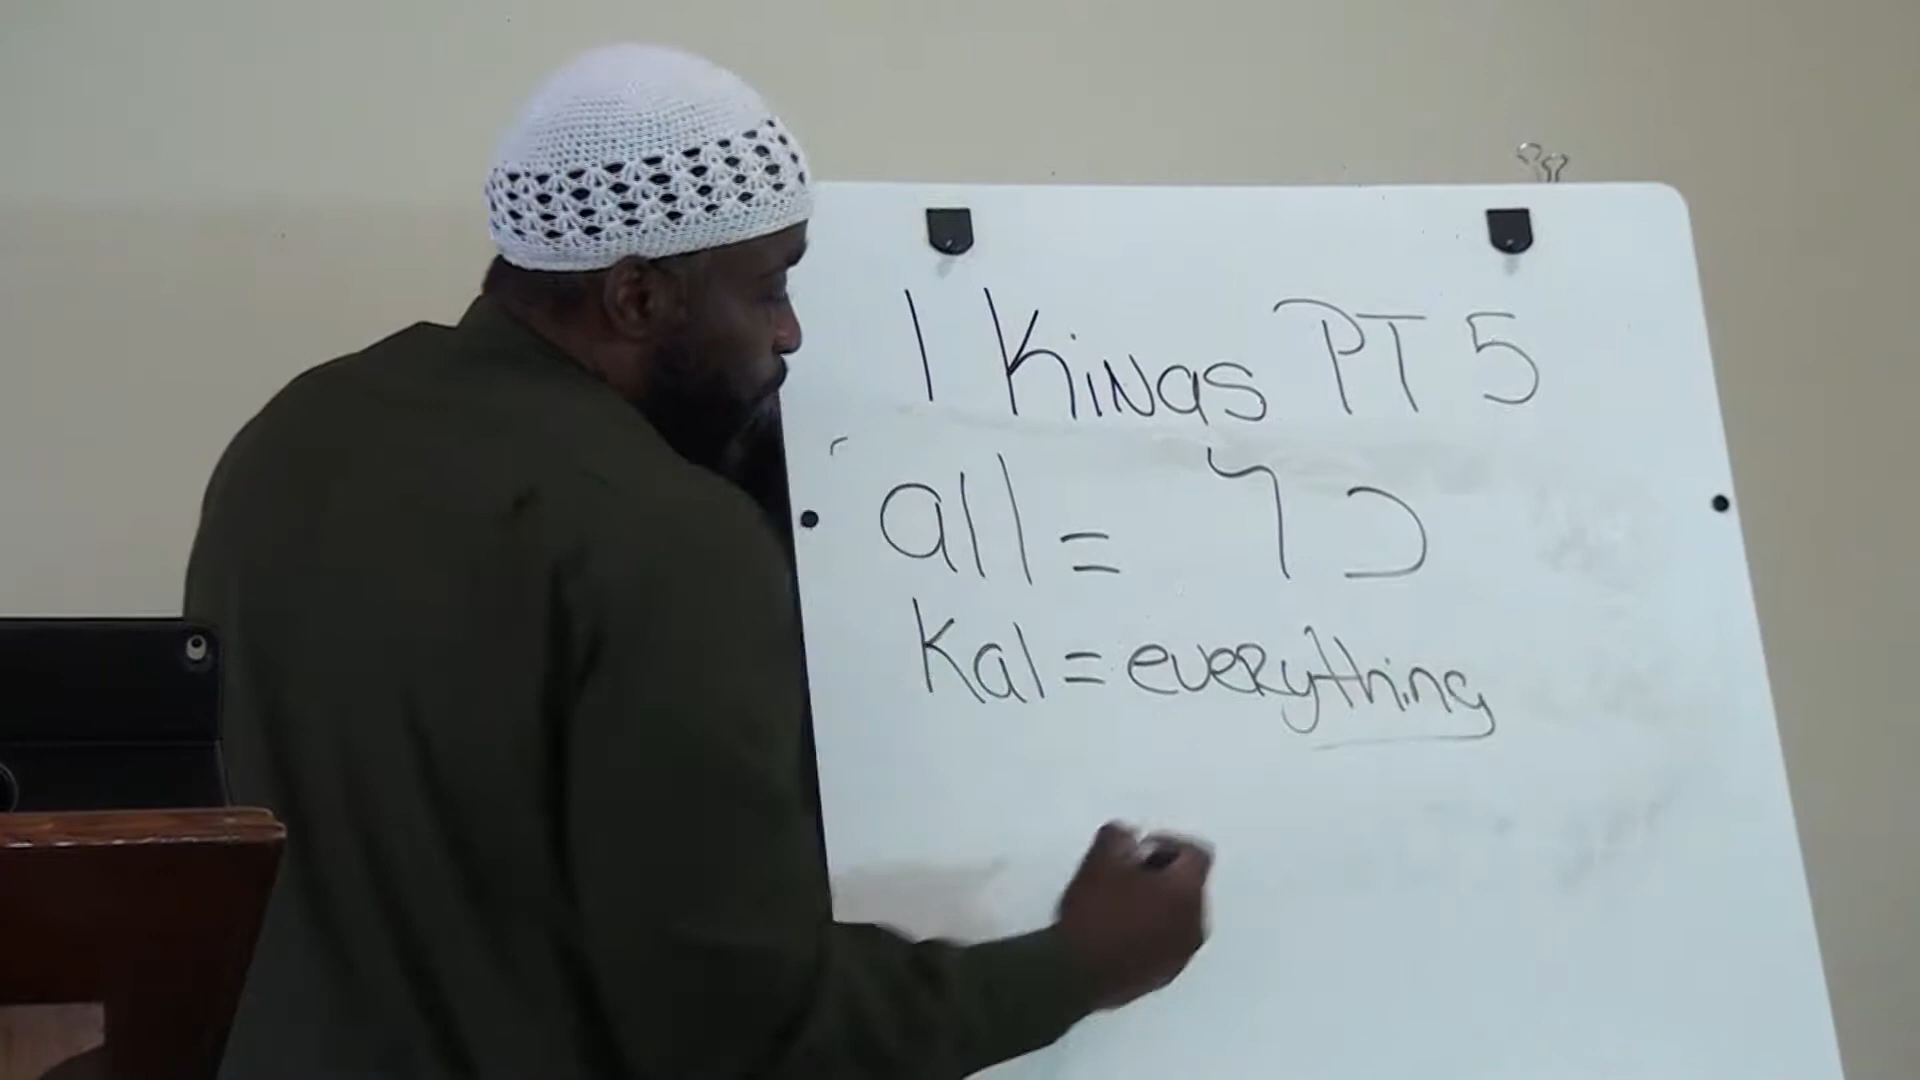 1 Kings PT 5
all = כל
Kal = everything